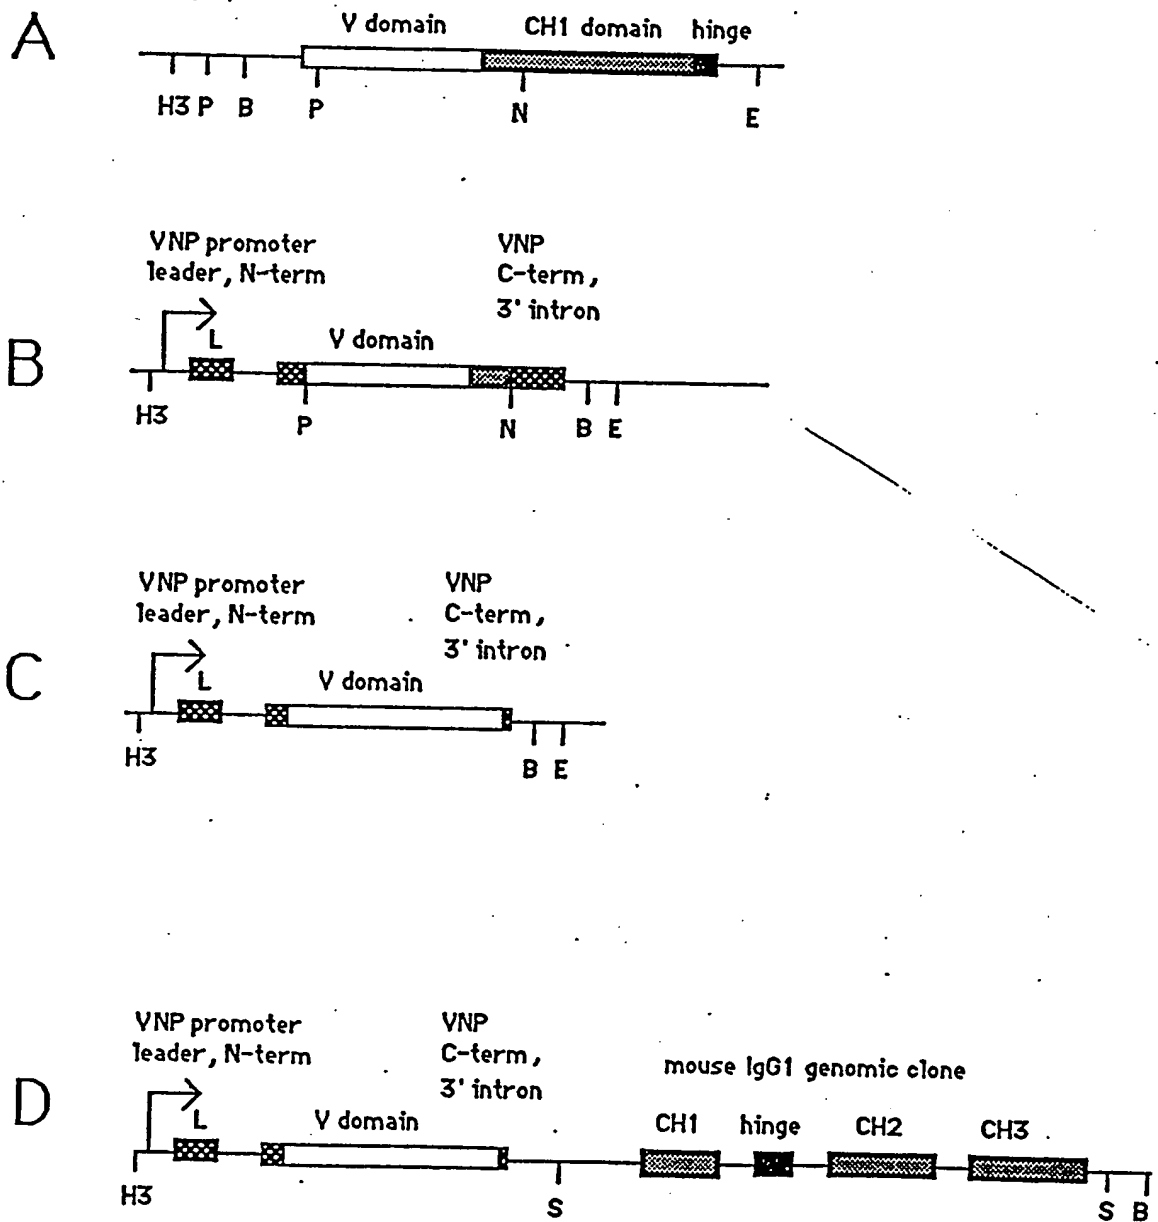 A
V domain CH1 domain hinge
H3 P B P N E
B
VNP promoter
leader, N-term
VNP
C-term,
3' intron
L V domain
H3 P N B E
C
VNP promoter
leader, N-term
VNP
C-term,
3' intron
L V domain
H3 B E
D
VNP promoter
leader, N-term
VNP
C-term,
3' intron
mouse IgG1 genomic clone
L V domain CH1 hinge CH2 CH3
H3 S S B